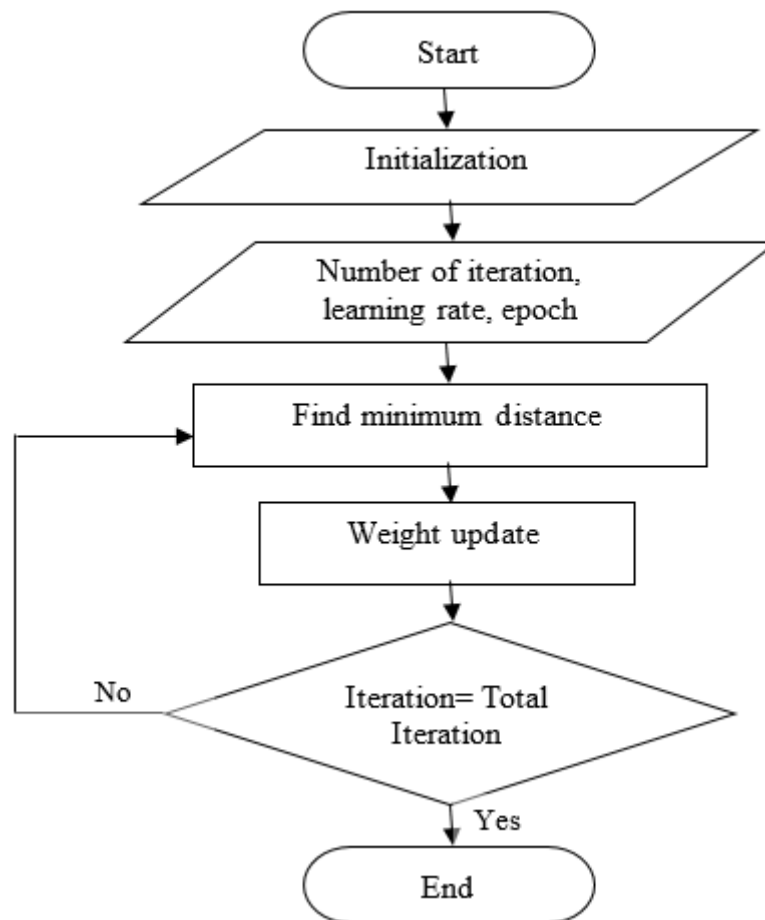 Start
Initialization
Number of iteration,
learning rate, epoch
Find minimum distance
Weight update
Iteration= Total
Iteration
No
Yes
End